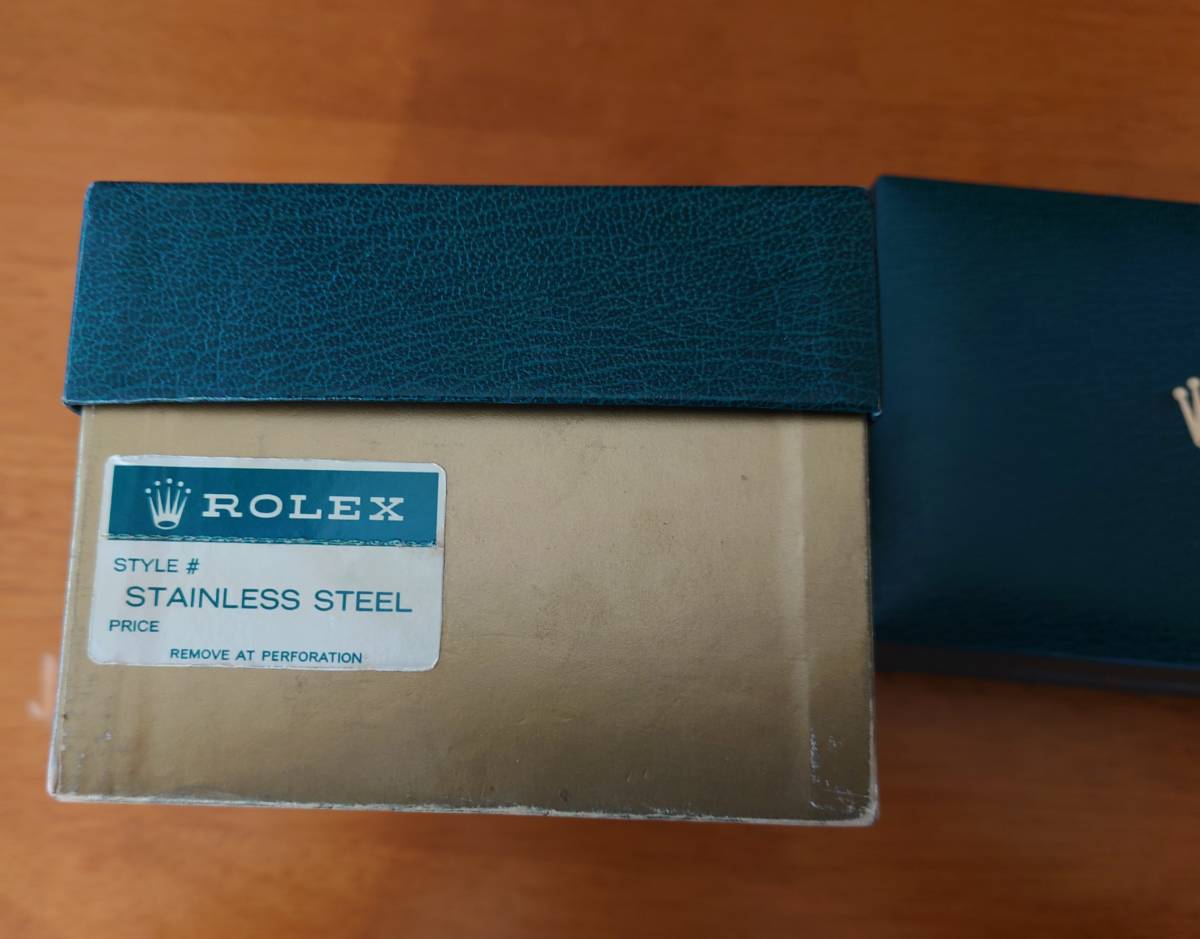 ROLEX
STYLE #
STAINLESS STEEL
PRICE
REMOVE AT PERFORATION